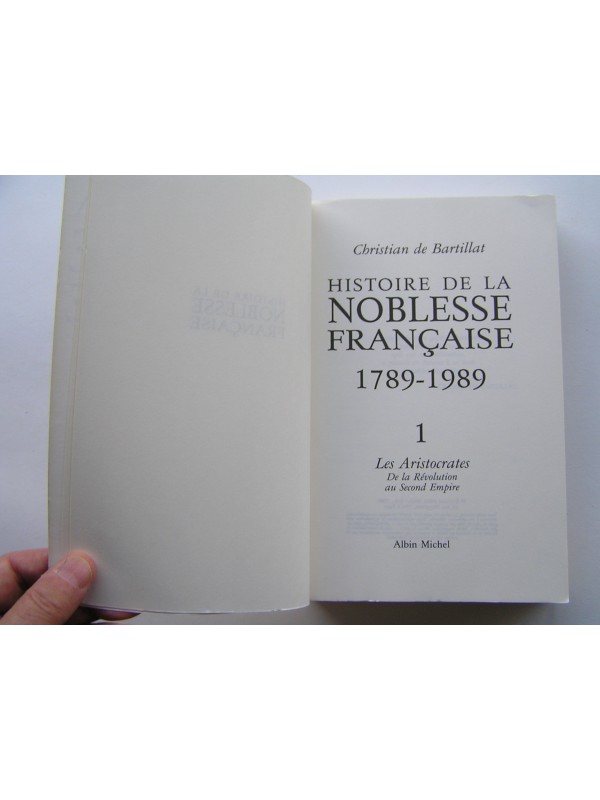 Christian de Bartillat
HISTOIRE DE LA
NOBLESSE
FRANÇAISE
1789-1989
1
Les Aristocrates
De la Révolution
au Second Empire
Albin Michel